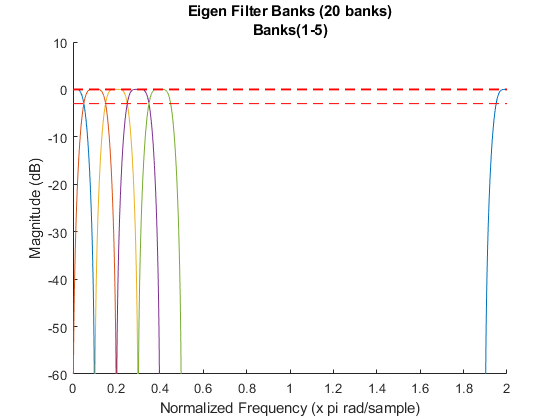 Eigen Filter Banks (20 banks)
Banks(1-5)
10
0
-10
-20
-30
-40
-50
-60
Magnitude (dB)
0 0.2 0.4 0.6 0.8 1 1.2 1.4 1.6 1.8 2
Normalized Frequency (x pi rad/sample)